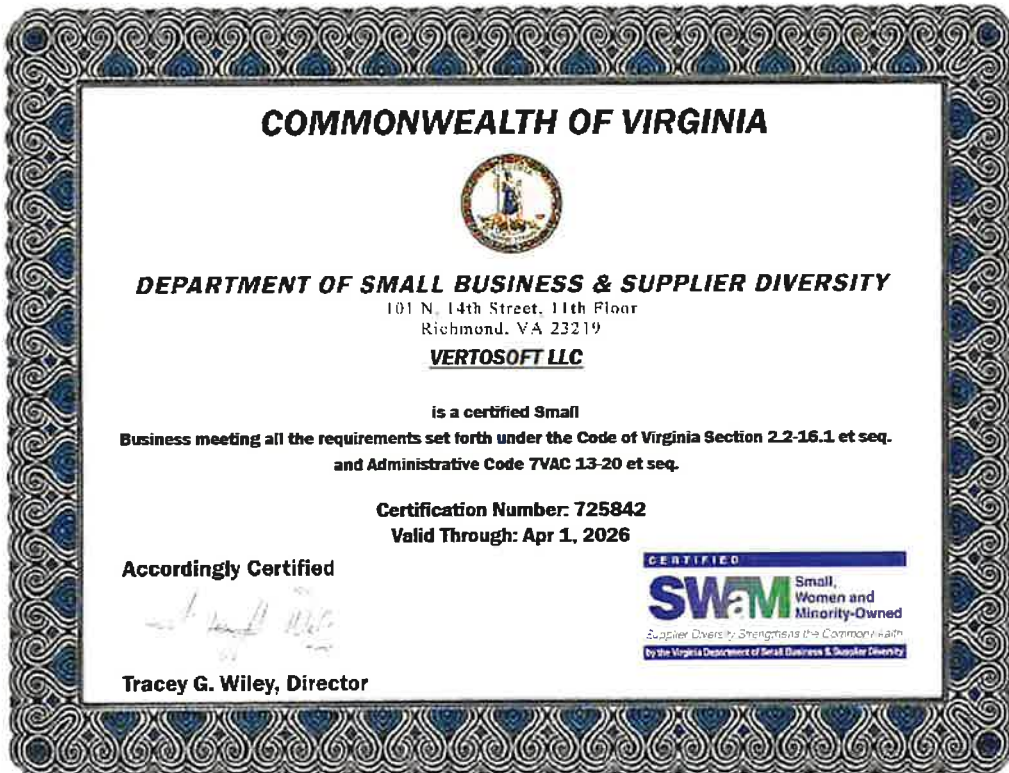 COMMONWEALTH OF VIRGINIA
VIRGINIA
DEPARTMENT OF SMALL BUSINESS & SUPPLIER DIVERSITY
101 N. 14th Street, 11th Floor
Richmond, VA 23219
VERTOSOFT LLC
is a certified Small
Business meeting all the requirements set forth under the Code of Virginia Section 2.2-16.1 et seq.
and Administrative Code 7VAC 13-20 et seq.
Certification Number: 725842
Valid Through: Apr 1, 2026
Accordingly Certified
Tracey G. Wiley, Director
CERTIFIED
SWaM
Small,
Women and
Minority-Owned
Supplier Diversity Strengthens the Commonwealth
by the Virginia Department of Small Business & Supplier Diversity